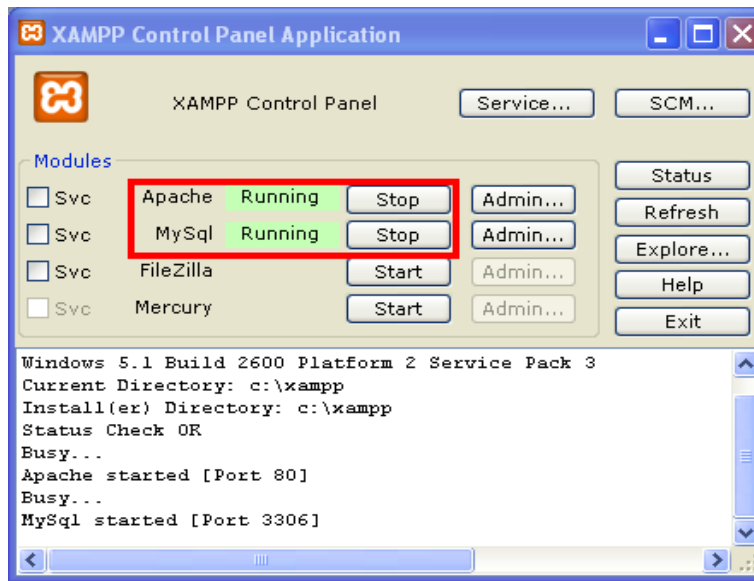 XAMPP Control Panel Application
XAMPP Control Panel Service... SCM...
Modules
Svc Apache Running Stop Admin...
Svc MySql Running Stop Admin...
Svc FileZilla Start Admin...
Svc Mercury Start Admin...
Status
Refresh
Explore...
Help
Exit
Windows 5.1 Build 2600 Platform 2 Service Pack 3
Current Directory: c:\xampp
Install(er) Directory: c:\xampp
Status Check OK
Busy...
Apache started [Port 80]
Busy...
MySql started [Port 3306]